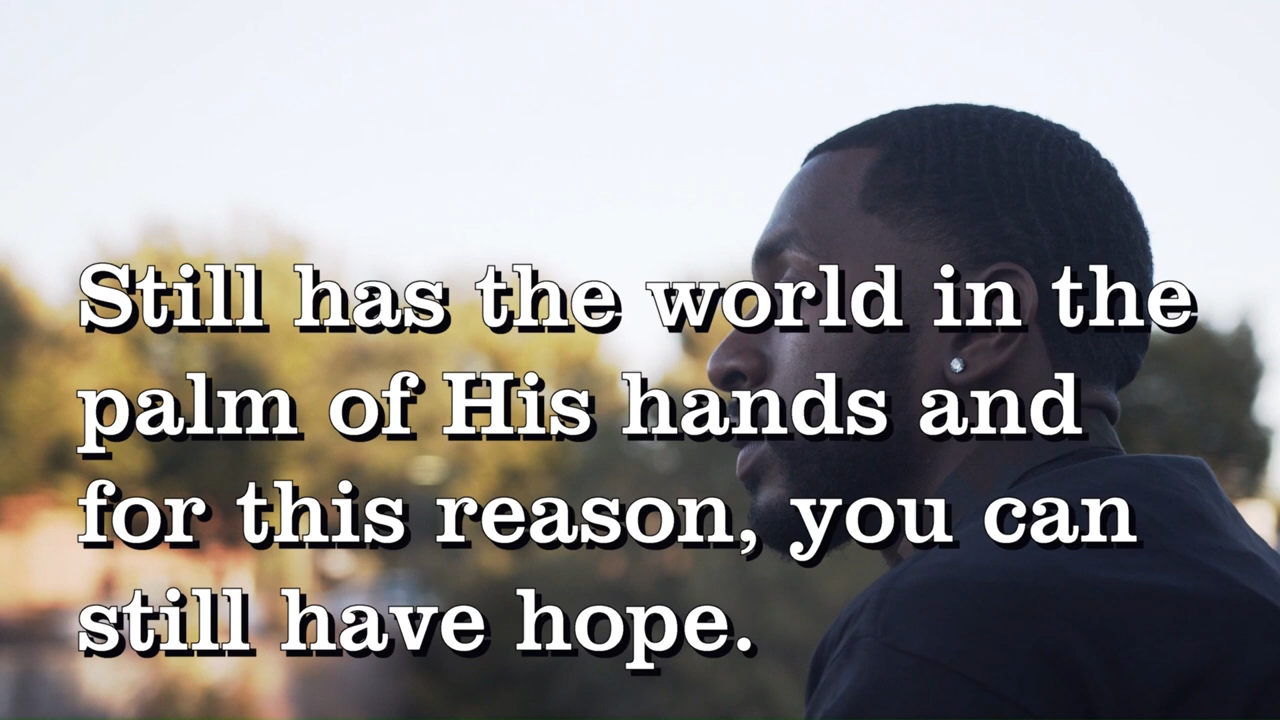 Still has the world in the
palm of His hands and
for this reason, you can
still have hope.